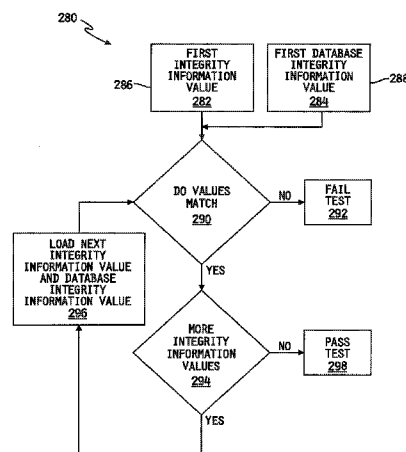 280
FIRST
INTEGRITY
INFORMATION
VALUE
282
286
FIRST DATABASE
INTEGRITY
INFORMATION
VALUE
284
288
DO VALUES
MATCH
290
NO
FAIL
TEST
292
YES
LOAD NEXT
INTEGRITY
INFORMATION VALUE
AND DATABASE
INTEGRITY
INFORMATION VALUE
296
MORE
INTEGRITY
INFORMATION
VALUES
294
NO
PASS
TEST
298
YES